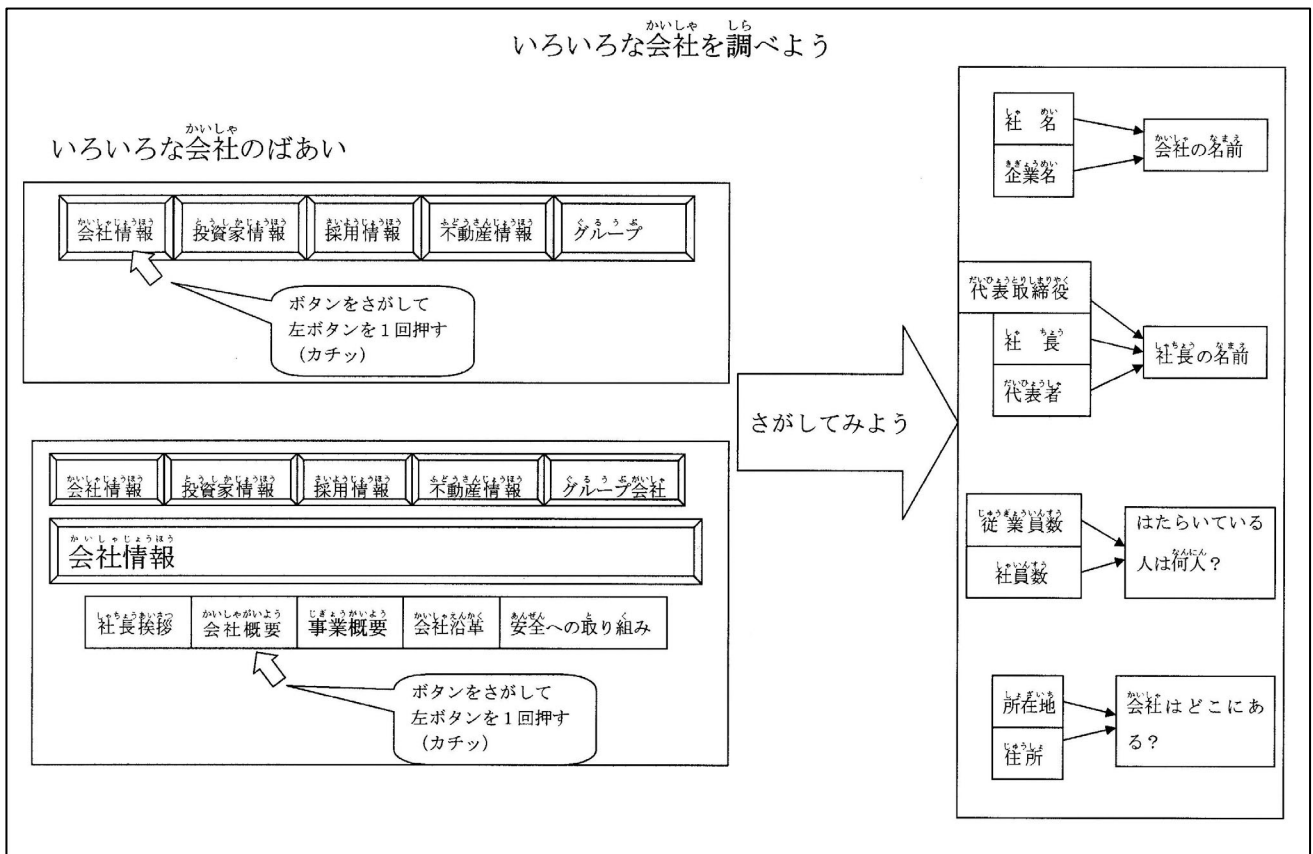 いろいろな会社を調べよう
いろいろな会社のばあい
会社情報 投資家情報 採用情報 不動産情報 グループ
ボタンをさがして
左ボタンを１回押す
（カチッ）
会社情報 投資家情報 採用情報 不動産情報 グループ会社
会社情報
社長挨拶 会社概要 事業概要 会社沿革 安全への取り組み
ボタンをさがして
左ボタンを１回押す
（カチッ）
さがしてみよう
社名
企業名
会社の名前
代表取締役
社長
代表者
社長の名前
従業員数
社員数
はたらいている
人は何人？
所在地
住所
会社はどこにあ
る？